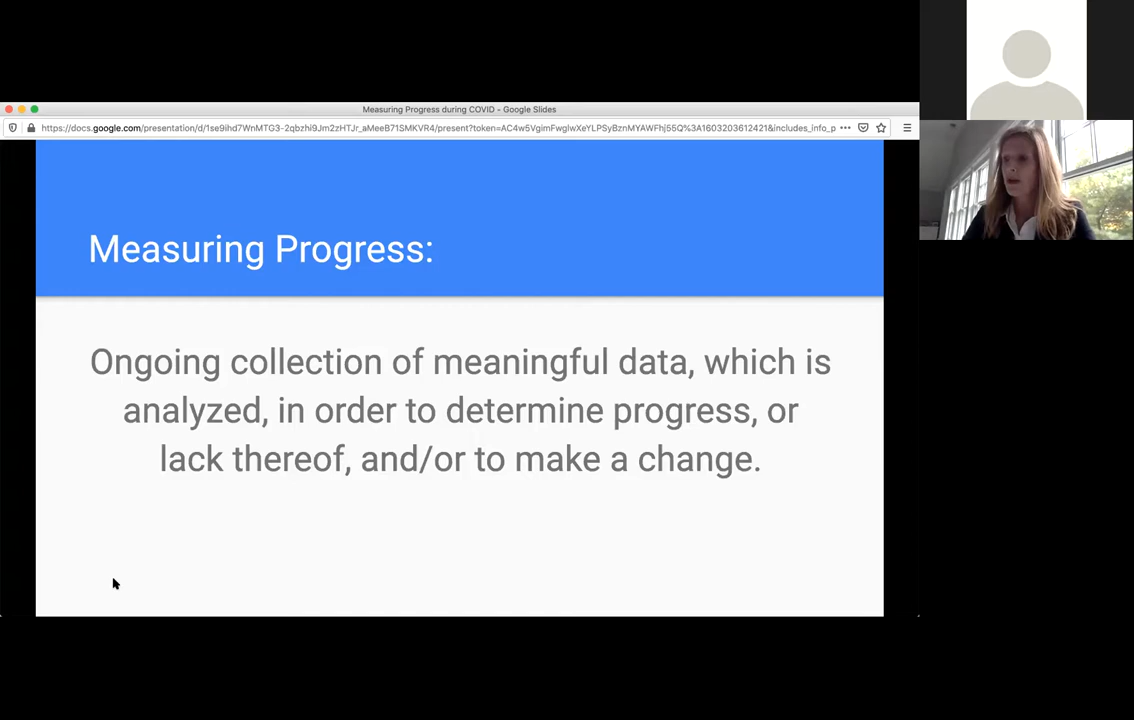 Measuring Progress during COVID - Google Slides
Measuring Progress:
Ongoing collection of meaningful data, which is
analyzed, in order to determine progress, or
lack thereof, and/or to make a change.